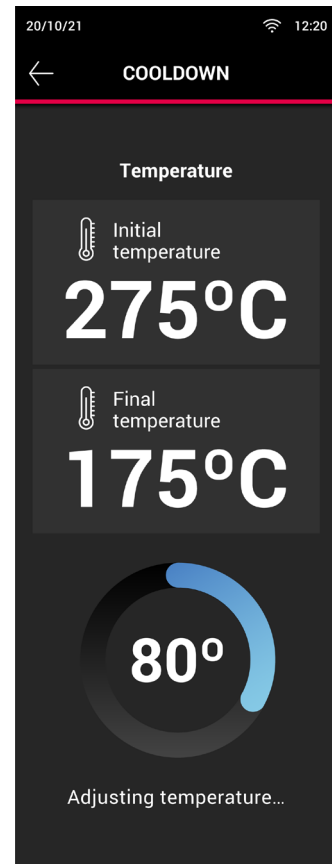 20/10/21 12:20
COOLDOWN
Temperature
Initial
temperature
275ºC
Final
temperature
175ºC
80º
Adjusting temperature...